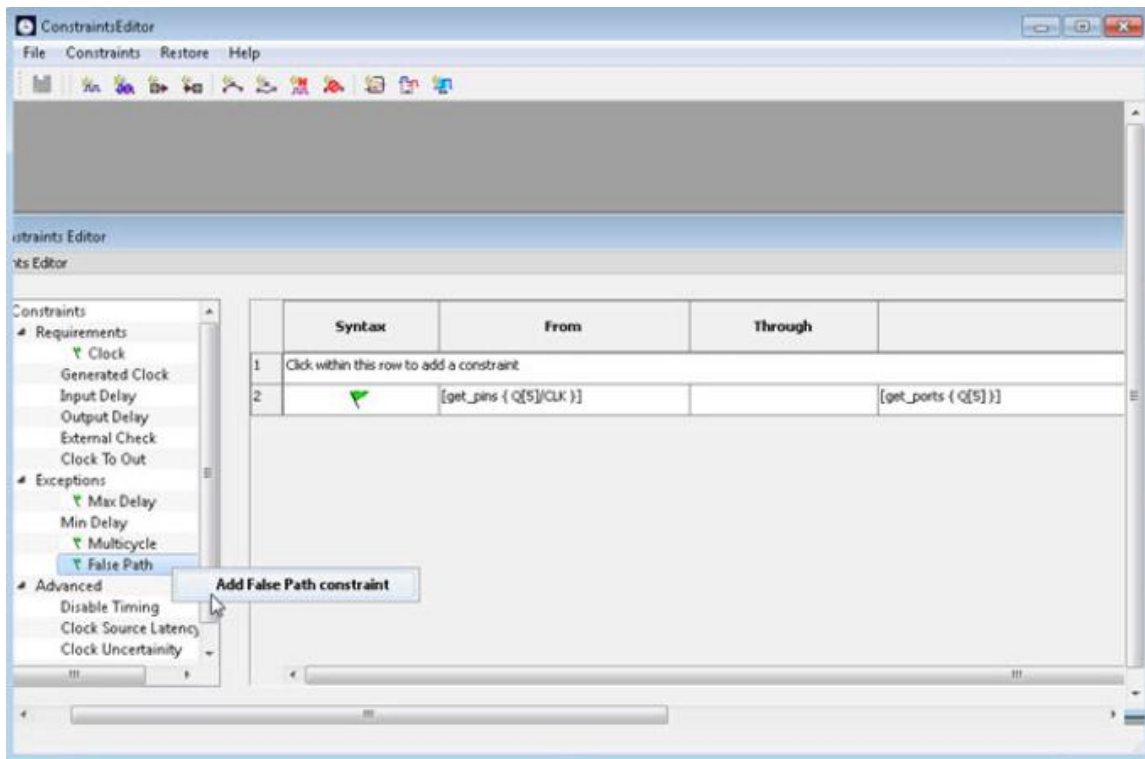 ConstraintsEditor
File Constraints Restore Help
straints Editor
nts Editor
Constraints
Requirements
Clock
Generated Clock
Input Delay
Output Delay
External Check
Clock To Out
Exceptions
Max Delay
Min Delay
Multicycle
False Path
Advanced
Disable Timing
Clock Source Latency
Clock Uncertainity
Add False Path constraint
Syntax From Through
1 Click within this row to add a constraint
2 [get_pins { Q[5]/CLK }] [get_ports { Q[5] }]